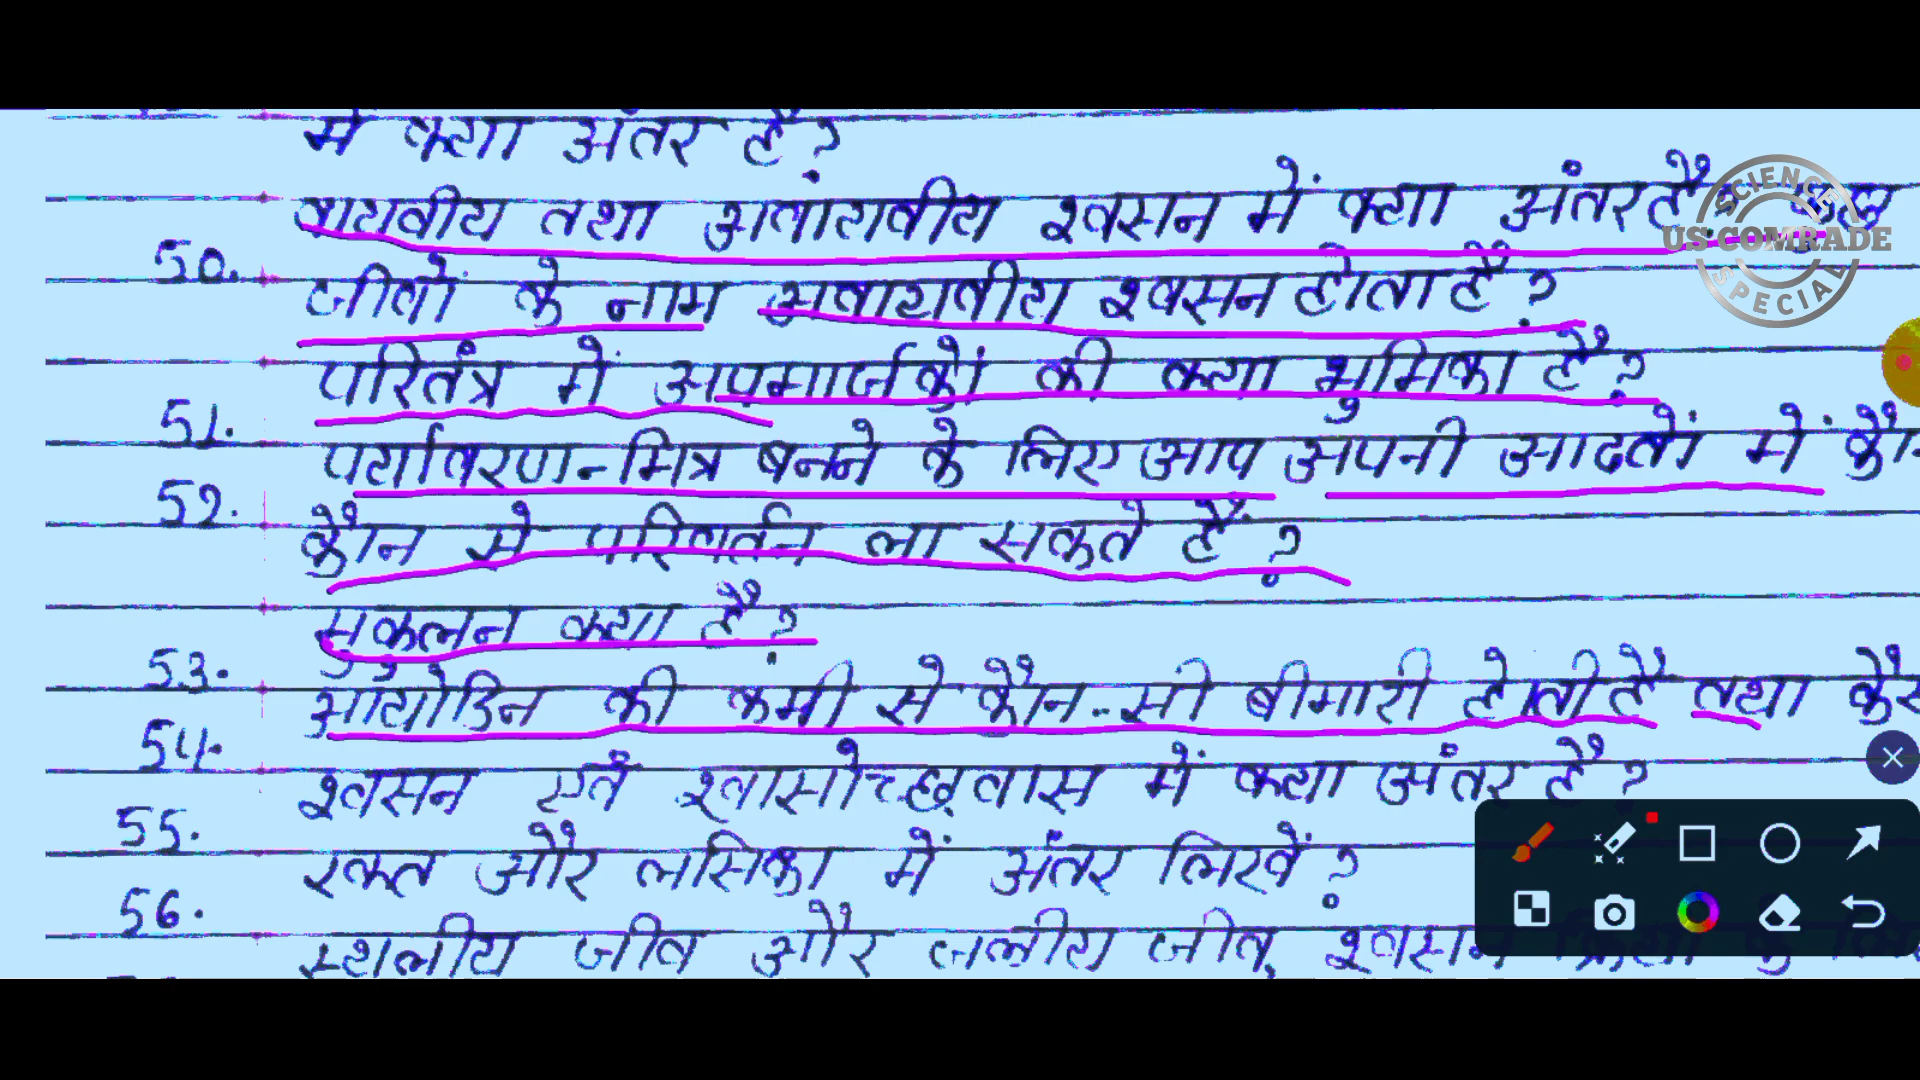 में क्या अंतर है?
वायवीय तथा अवायवीय श्वसन में क्या अंतर है कुछ
50.
जीवों के नाम अवायवीय श्वसन होता है?
परितंत्र में अपमार्जकों की क्या भुमिका है?
51.
पर्यावरण-मित्र बनने के लिए आप अपनी आदतों में कौन
52.
कौन से परिवर्तन ला सकते हैं?
मुकुलन क्या है?
53.
आयोडिन की कमी से कौन-सी बीमारी होती है तथा
54.
श्वसन एवं श्वासोच्छ्वास में क्या अंतर है?
55.
रक्त और लसिका में अंतर लिखें?
56.
स्थलीय जीव और जलीय जीव, श्वसन
SCIENCE
US COMRADE
SPECIAL